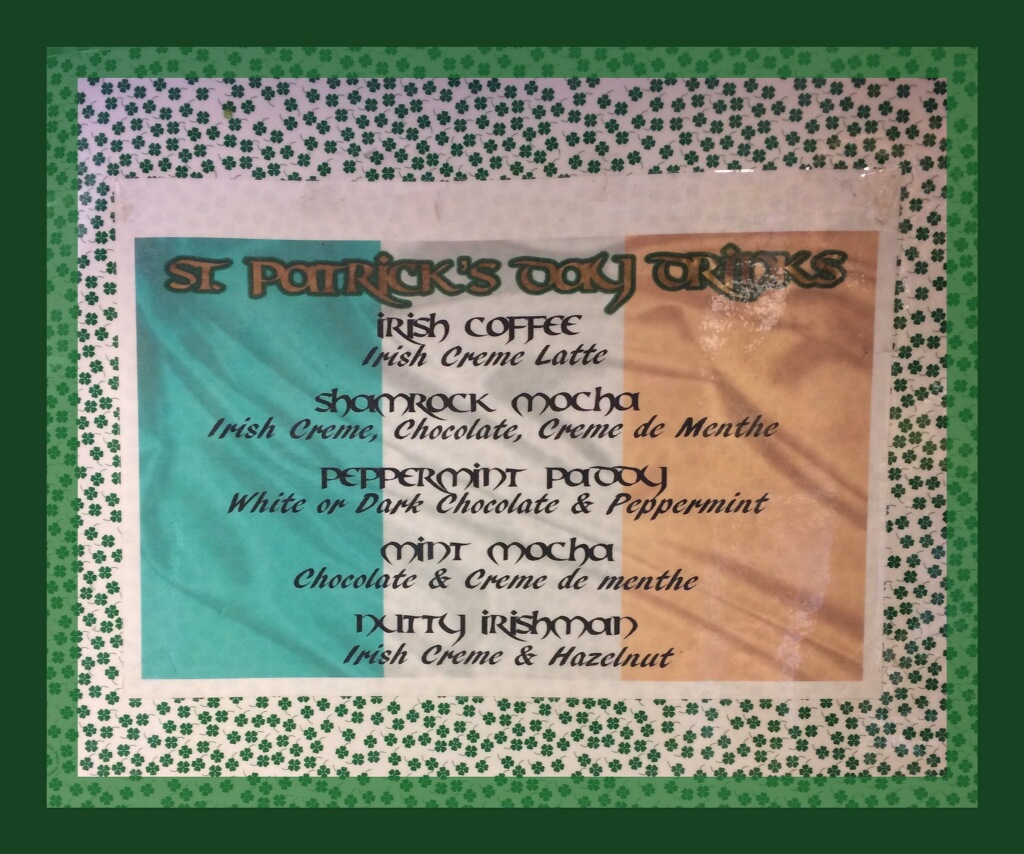 St. Patrick's Day Drinks
Irish Coffee
Irish Creme Latte
Shamrock Mocha
Irish Creme, Chocolate, Creme de Menthe
Peppermint Paddy
White or Dark Chocolate & Peppermint
Mint Mocha
Chocolate & Creme de menthe
Nutty Irishman
Irish Creme & Hazelnut